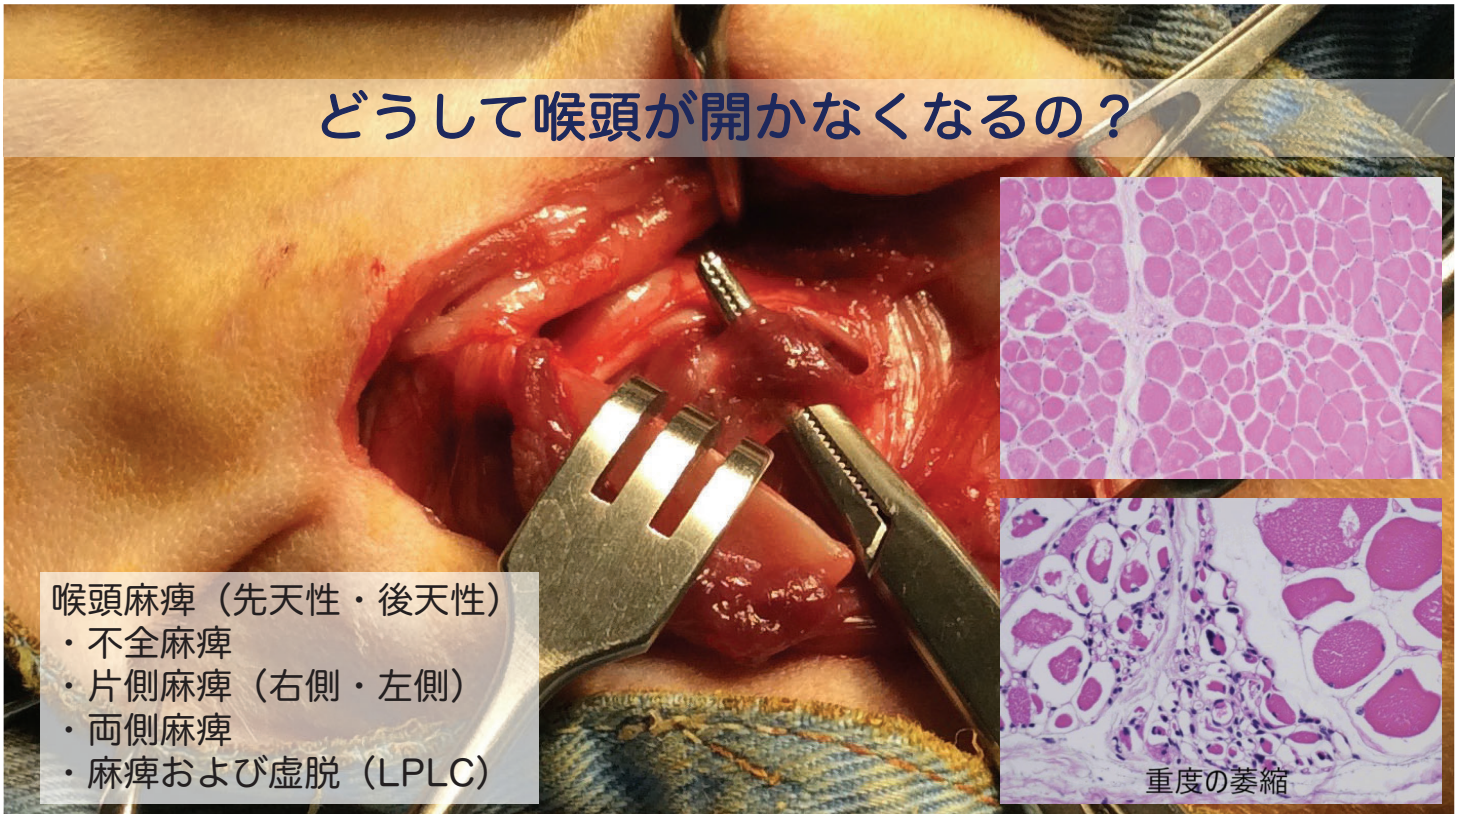 どうして喉頭が開かなくなるの？
喉頭麻痺（先天性・後天性）
・不全麻痺
・片側麻痺（右側・左側）
・両側麻痺
・麻痺および虚脱（LPLC）
重度の萎縮